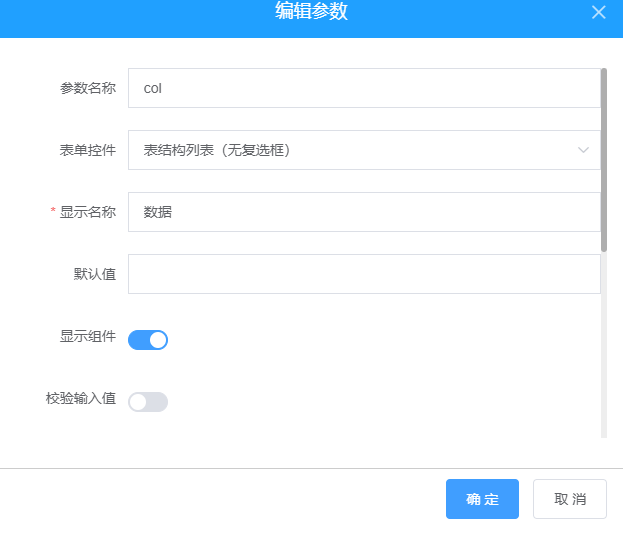 编辑参数
参数名称 col
表单控件 表结构列表（无复选框）
* 显示名称 数据
默认值
显示组件
校验输入值
确 定 取 消